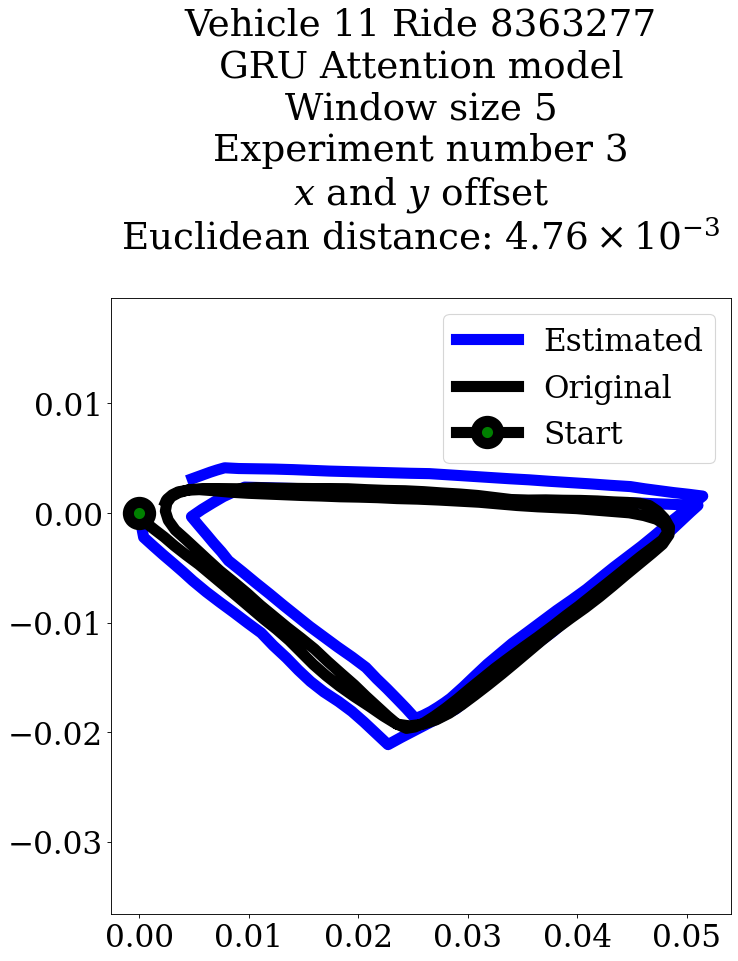 Vehicle 11 Ride 8363277
GRU Attention model
Window size 5
Experiment number 3
x and y offset
Euclidean distance: 4.76 × 10⁻³
Estimated
Original
Start
0.01
0.00
−0.01
−0.02
−0.03
0.00 0.01 0.02 0.03 0.04 0.05